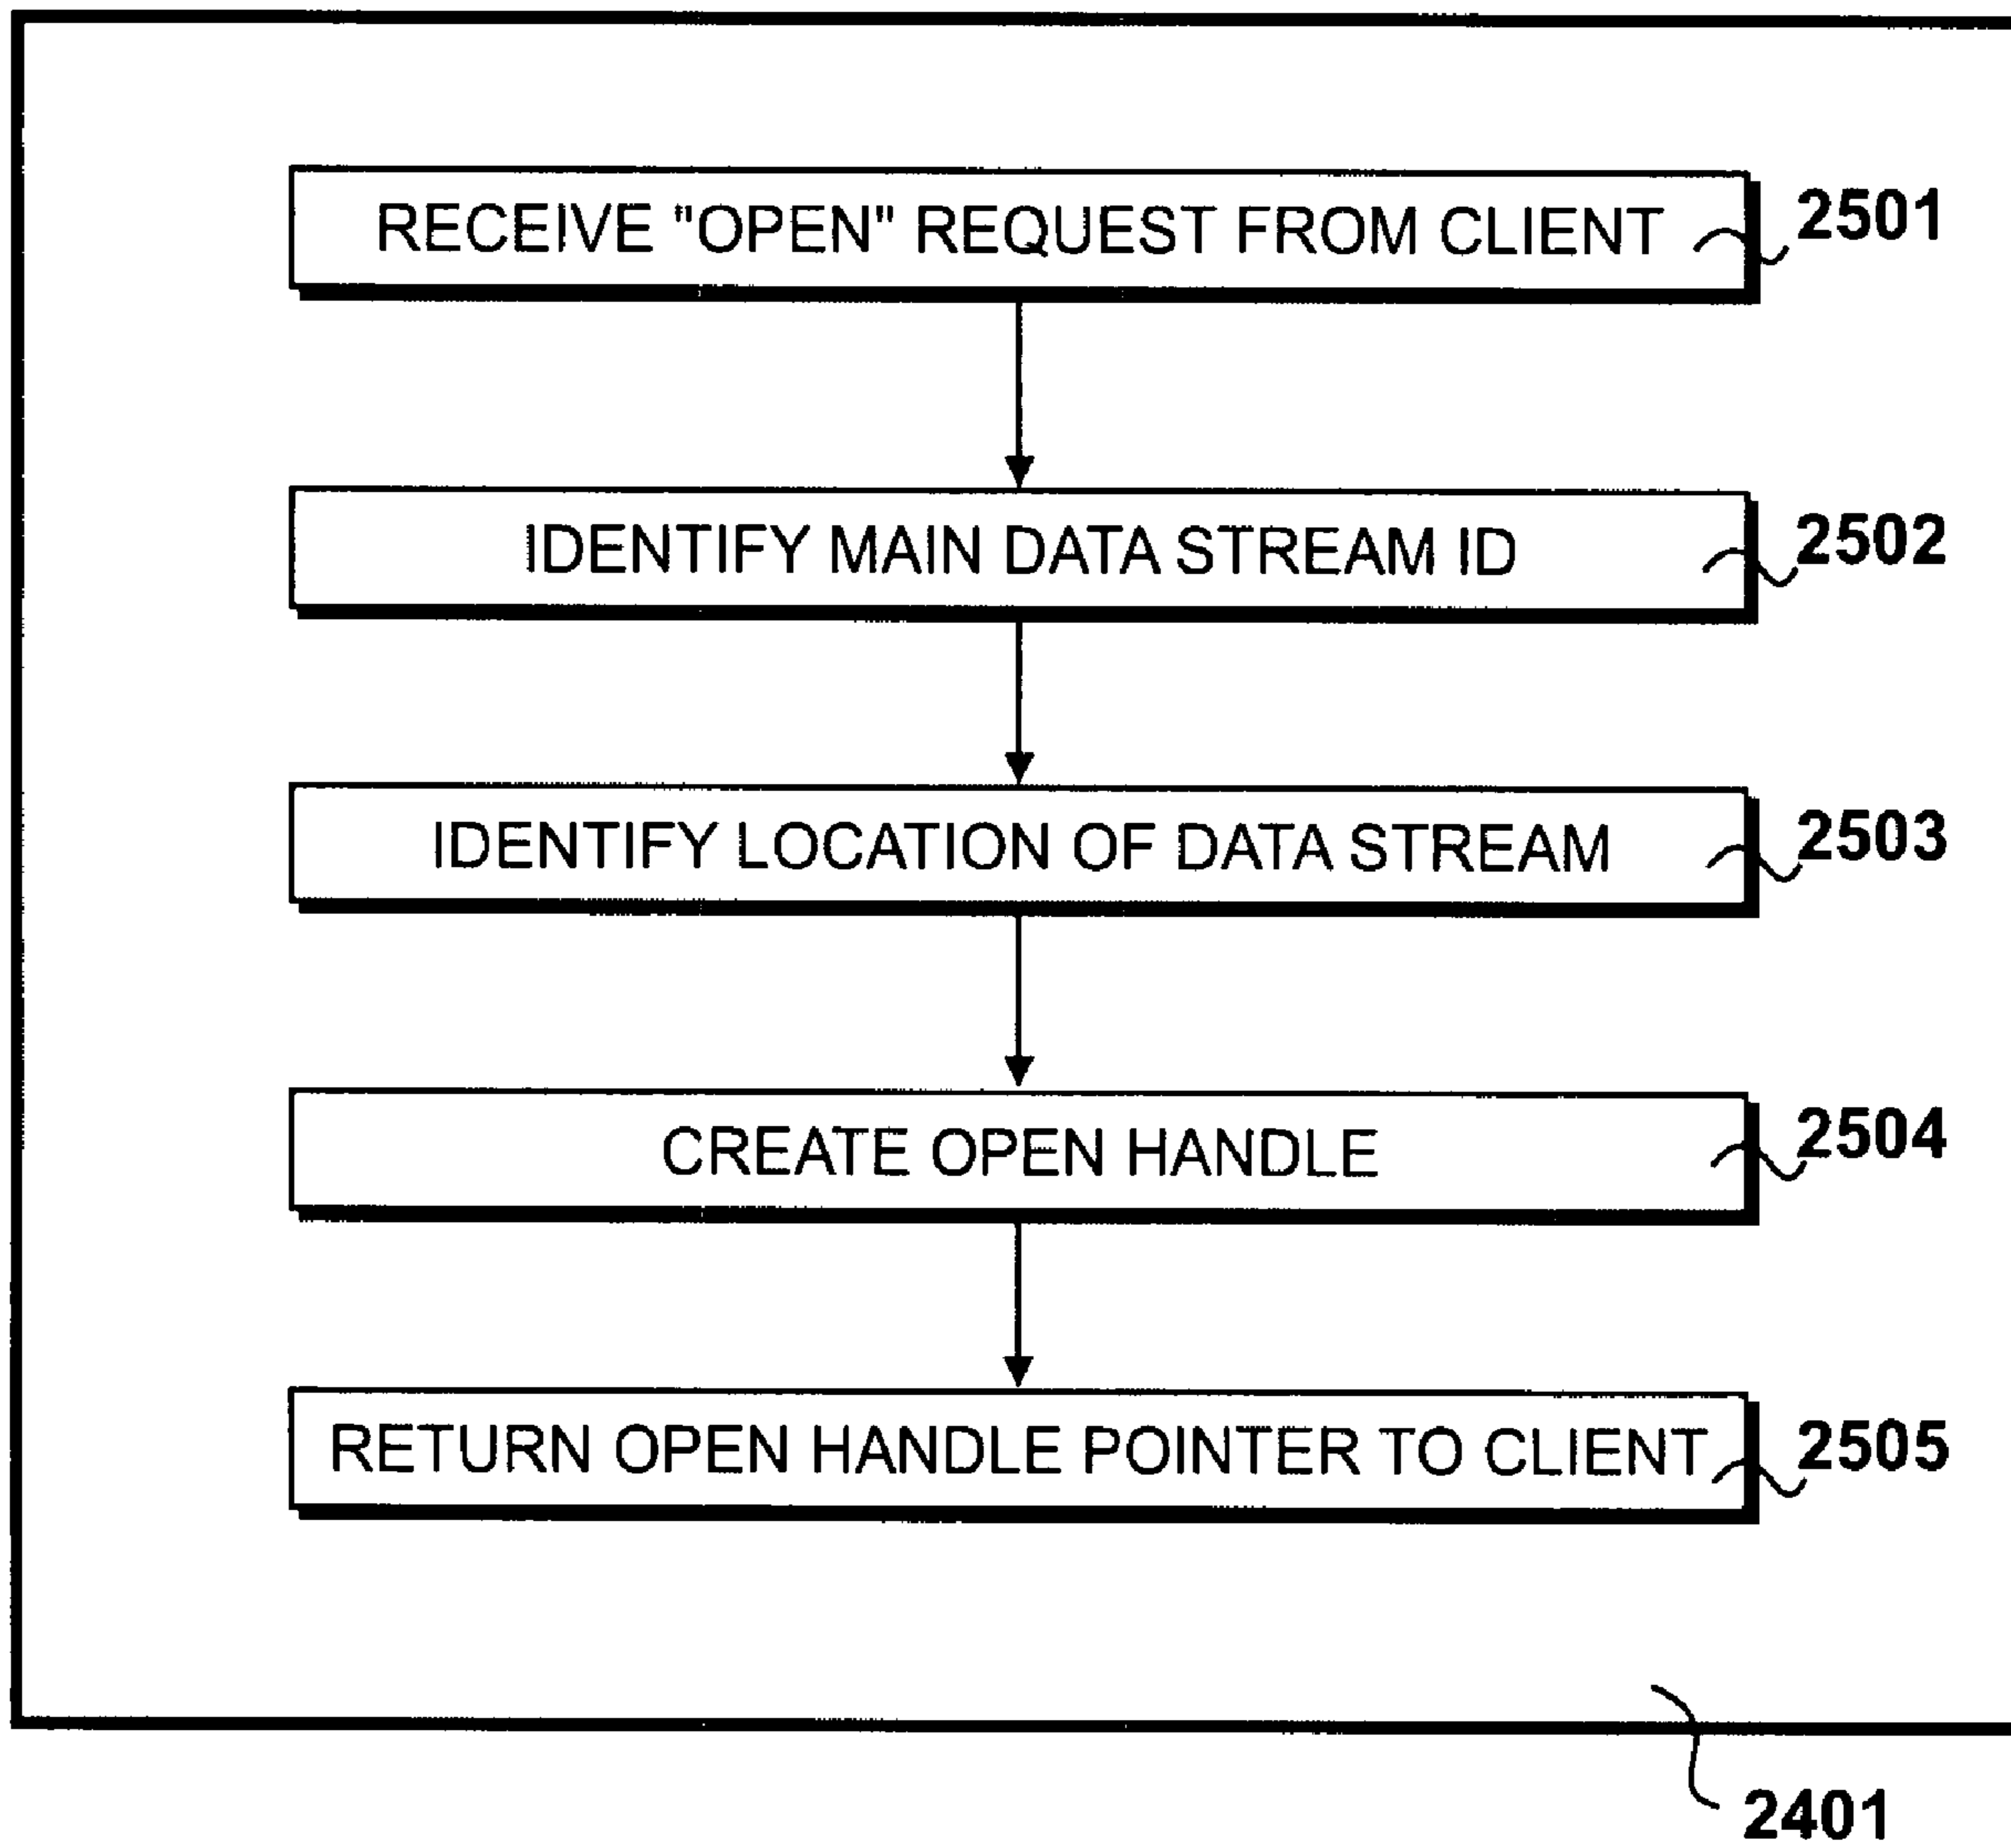 RECEIVE "OPEN" REQUEST FROM CLIENT 2501
IDENTIFY MAIN DATA STREAM ID 2502
IDENTIFY LOCATION OF DATA STREAM 2503
CREATE OPEN HANDLE 2504
RETURN OPEN HANDLE POINTER TO CLIENT 2505
2401